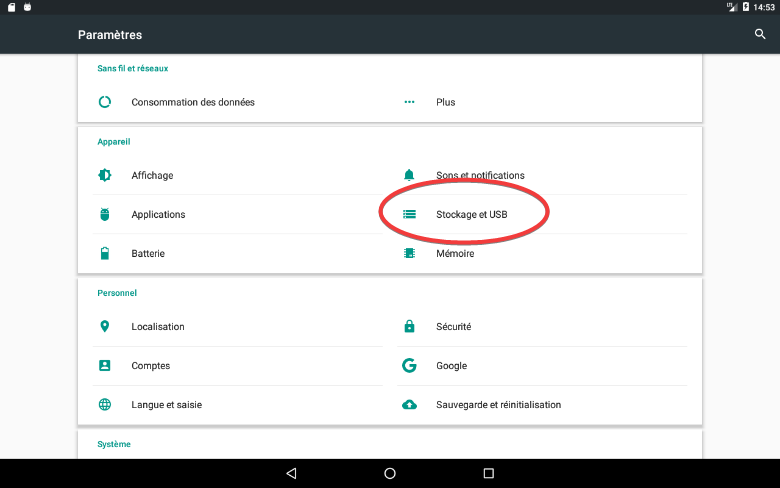 14:53
Paramètres
Sans fil et réseaux
Consommation des données
Plus
Appareil
Affichage
Sons et notifications
Applications
Stockage et USB
Batterie
Mémoire
Personnel
Localisation
Sécurité
Comptes
Google
Langue et saisie
Sauvegarde et réinitialisation
Système